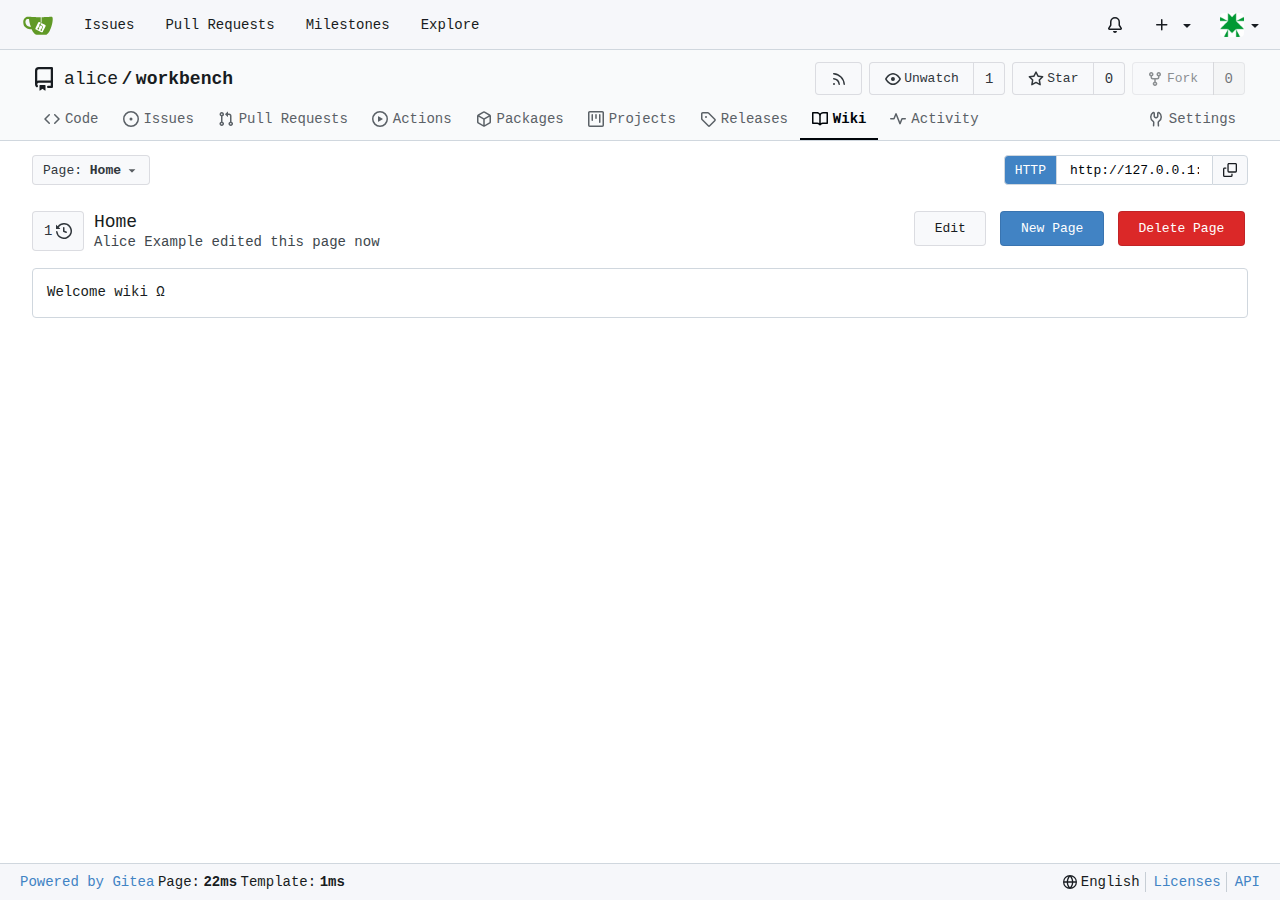 Issues Pull Requests Milestones Explore
alice/workbench
Unwatch 1 Star 0 Fork 0
Code Issues Pull Requests Actions Packages Projects Releases Wiki Activity Settings
Page: Home
HTTP http://127.0.0.1:
1 Home
Alice Example edited this page now
Edit New Page Delete Page
Welcome wiki Ω
Powered by Gitea Page: 22ms Template: 1ms English Licenses API